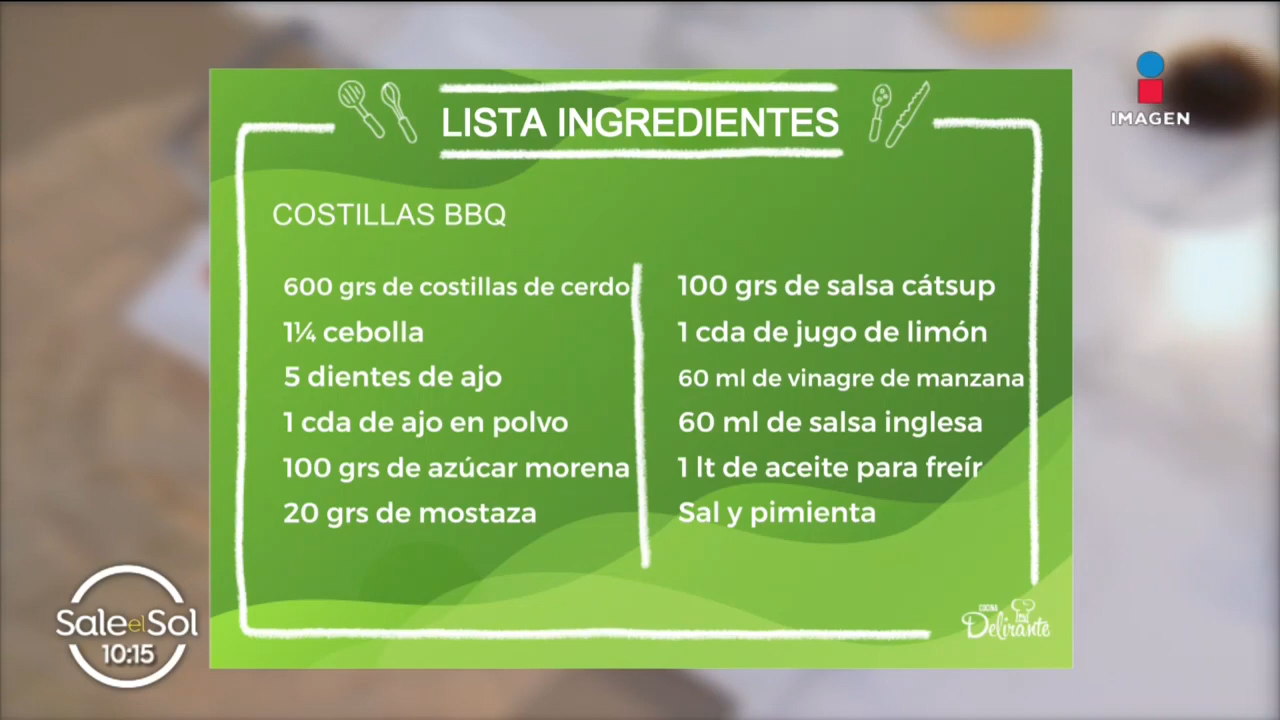 LISTA INGREDIENTES
IMAGEN
COSTILLAS BBQ
600 grs de costillas de cerdo
1¼ cebolla
5 dientes de ajo
1 cda de ajo en polvo
100 grs de azúcar morena
20 grs de mostaza
100 grs de salsa cátsup
1 cda de jugo de limón
60 ml de vinagre de manzana
60 ml de salsa inglesa
1 lt de aceite para freír
Sal y pimienta
COCINA
Delirante
Sale el Sol
10:15